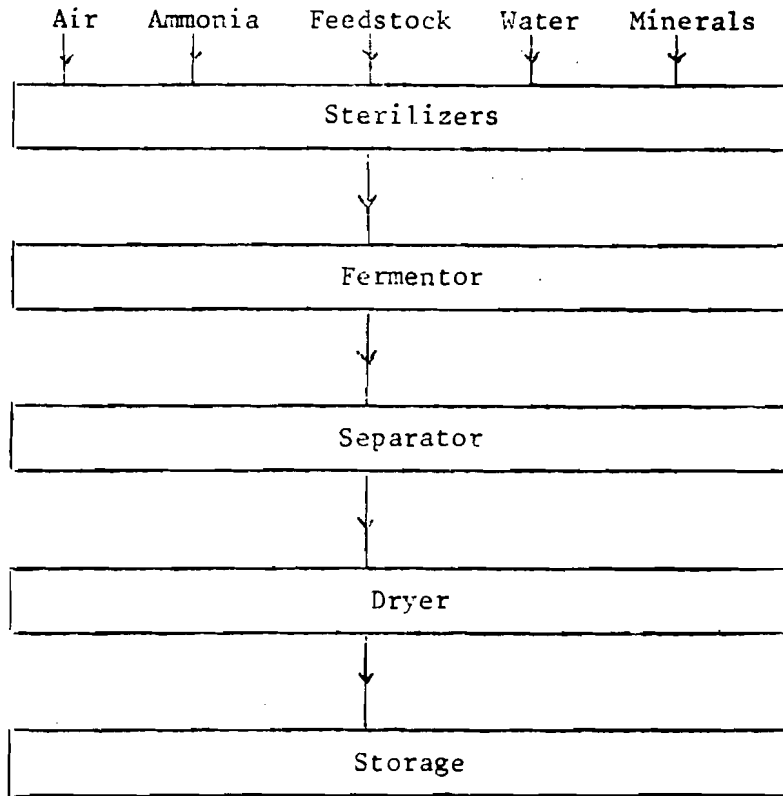 Air Ammonia Feedstock Water Minerals
Sterilizers
Fermentor
Separator
Dryer
Storage